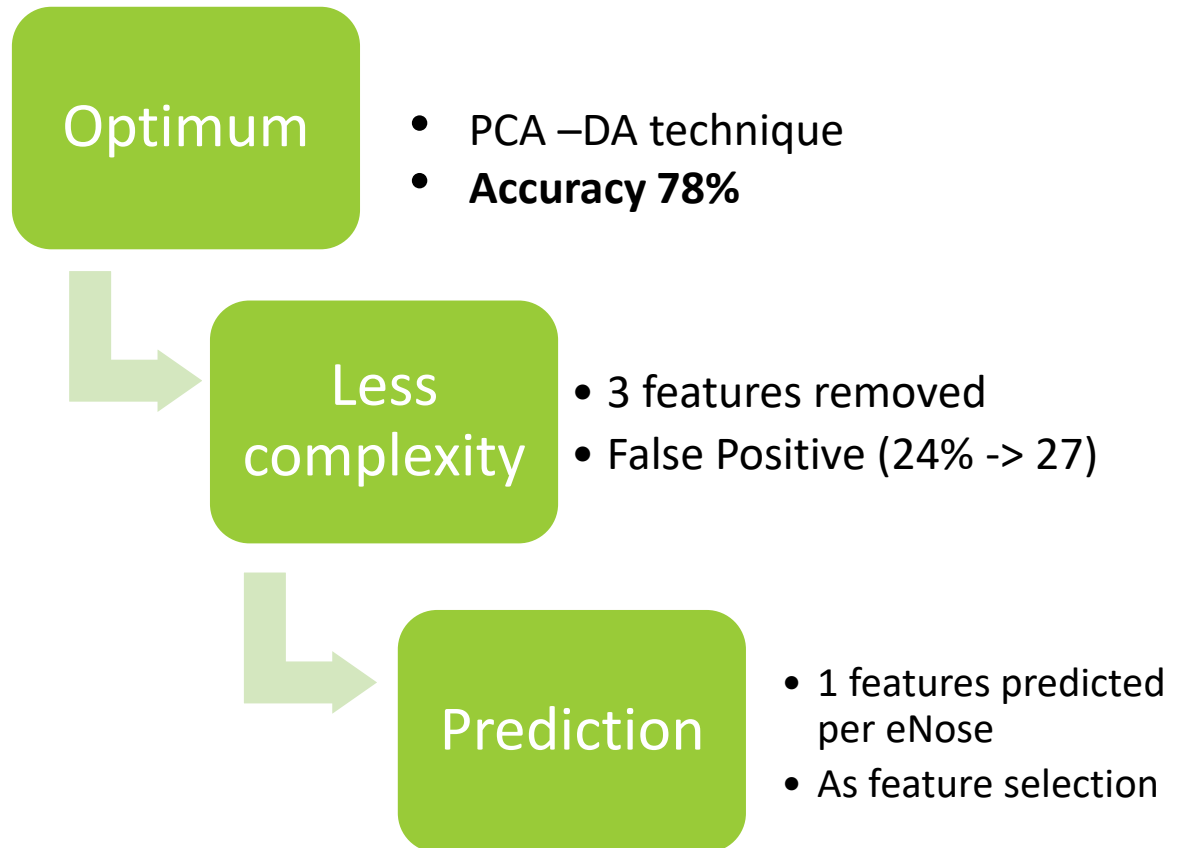 Optimum
• PCA –DA technique
• Accuracy 78%
Less
complexity
• 3 features removed
• False Positive (24% -> 27)
Prediction
• 1 features predicted
per eNose
• As feature selection